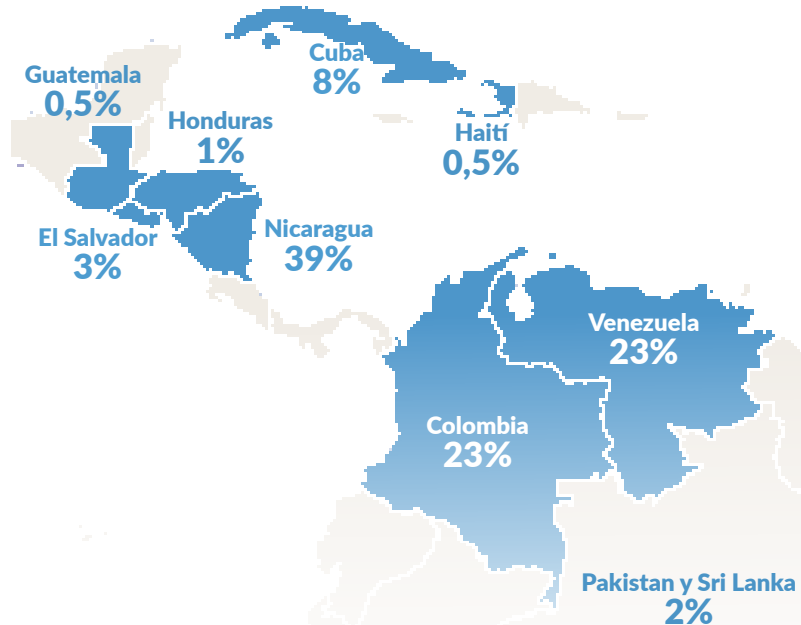 Cuba
8%
Guatemala
0,5%
Honduras
1%
Haití
0,5%
El Salvador
3%
Nicaragua
39%
Venezuela
23%
Colombia
23%
Pakistan y Sri Lanka
2%